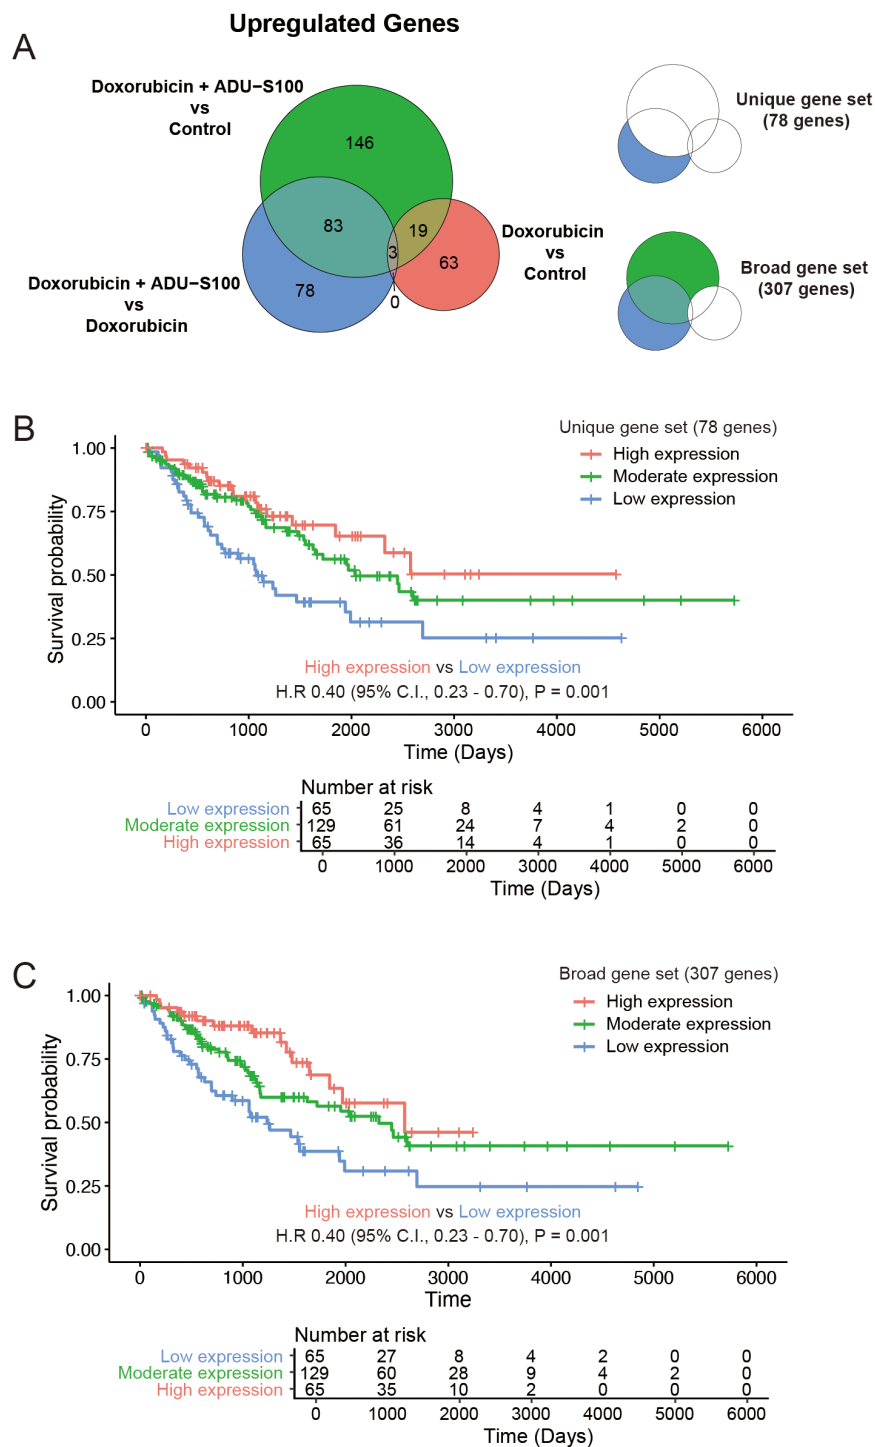 Upregulated Genes
A
Doxorubicin + ADU−S100
vs
Control
146
83
19
3
63
78
0
Doxorubicin
vs
Control
Doxorubicin + ADU−S100
vs
Doxorubicin
Unique gene set
(78 genes)
Broad gene set
(307 genes)
B
Unique gene set (78 genes)
High expression
Moderate expression
Low expression
Survival probability
1.00
0.75
0.50
0.25
0.00
High expression vs Low expression
H.R 0.40 (95% C.I., 0.23 - 0.70), P = 0.001
0 1000 2000 3000 4000 5000 6000
Time (Days)
Number at risk
Low expression 65 25 8 4 1 0 0
Moderate expression 129 61 24 7 4 2 0
High expression 65 36 14 4 1 0 0
0 1000 2000 3000 4000 5000 6000
Time (Days)
C
Broad gene set (307 genes)
High expression
Moderate expression
Low expression
Survival probability
1.00
0.75
0.50
0.25
0.00
High expression vs Low expression
H.R 0.40 (95% C.I., 0.23 - 0.70), P = 0.001
0 1000 2000 3000 4000 5000 6000
Time
Number at risk
Low expression 65 27 8 4 2 0 0
Moderate expression 129 60 28 9 4 2 0
High expression 65 35 10 2 0 0 0
0 1000 2000 3000 4000 5000 6000
Time (Days)